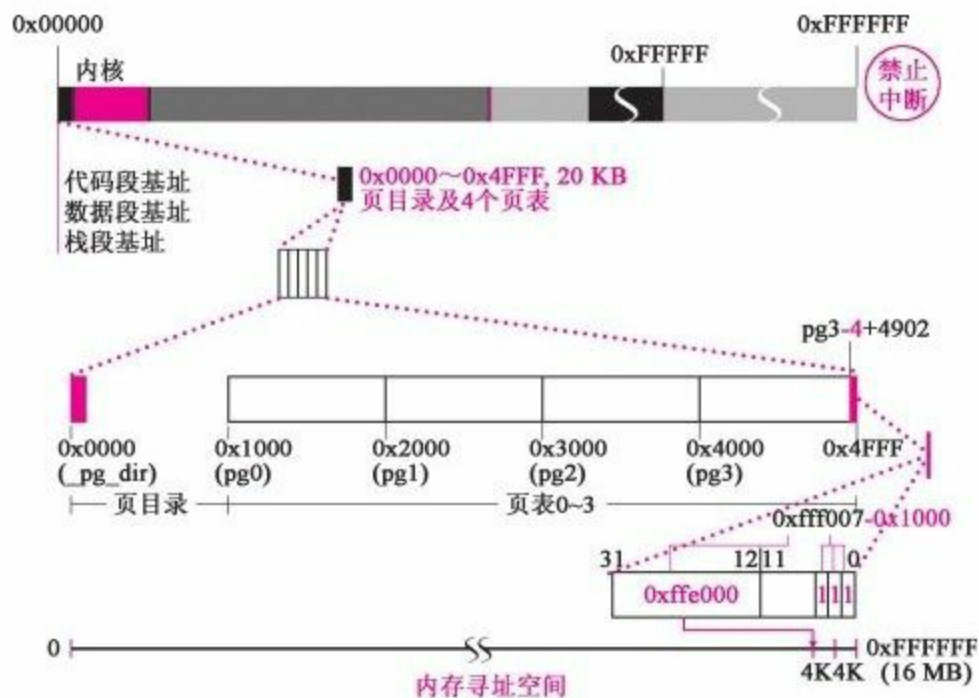 0x00000
0xFFFFFF
0xFFFFF
内核
禁止
中断
代码段基址
数据段基址
栈段基址
0x0000～0x4FFF, 20 KB
页目录及4个页表
pg3-4+4902
0x0000
(_pg_dir)
0x1000
(pg0)
0x2000
(pg1)
0x3000
(pg2)
0x4000
(pg3)
0x4FFF
页目录
页表0~3
0xfff007-0x1000
31
12
11
0
0xffe000
1
1
1
0
4K
4K
0xFFFFFF
(16 MB)
内存寻址空间